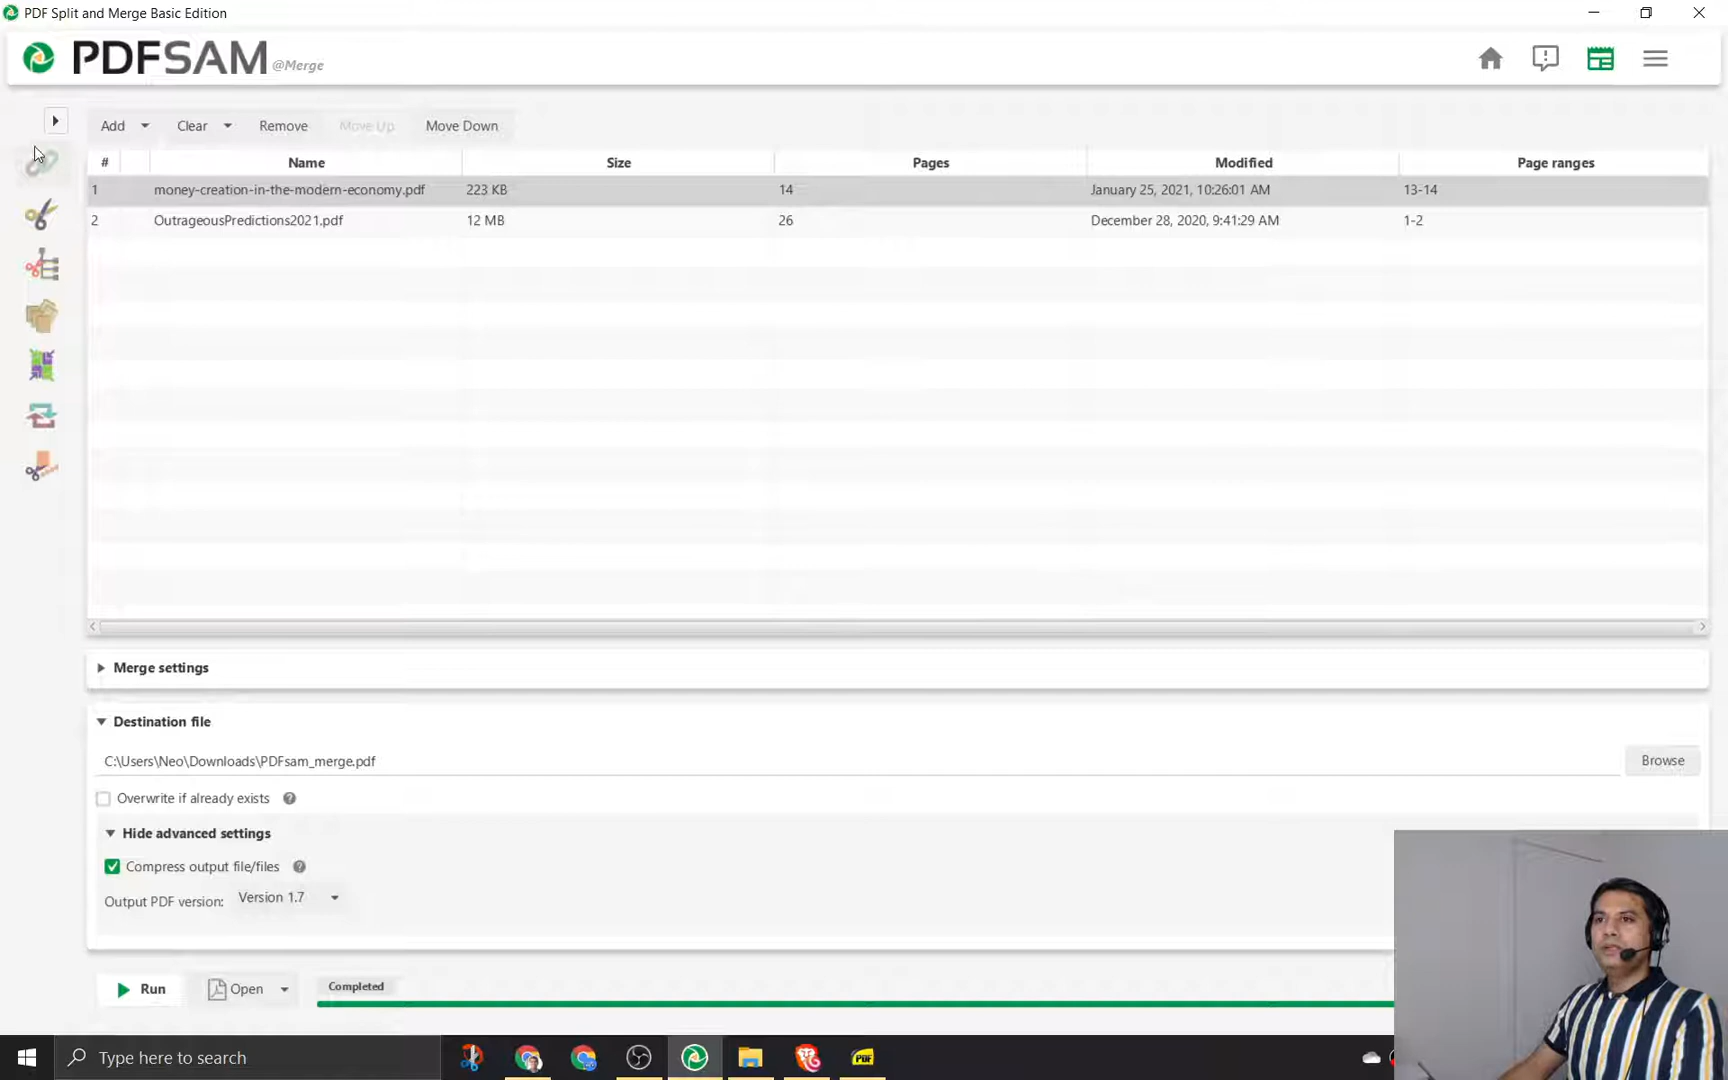 PDF Split and Merge Basic Edition
PDFSAM @Merge
Add Clear Remove Move Up Move Down
# Name Size Pages Modified Page ranges
1 money-creation-in-the-modern-economy.pdf 223 KB 14 January 25, 2021, 10:26:01 AM 13-14
2 OutrageousPredictions2021.pdf 12 MB 26 December 28, 2020, 9:41:29 AM 1-2
Merge settings
Destination file
C:\Users\Neo\Downloads\PDFsam_merge.pdf Browse
Overwrite if already exists ?
Hide advanced settings
Compress output file/files ?
Output PDF version: Version 1.7
Run Open Completed
Type here to search PDF